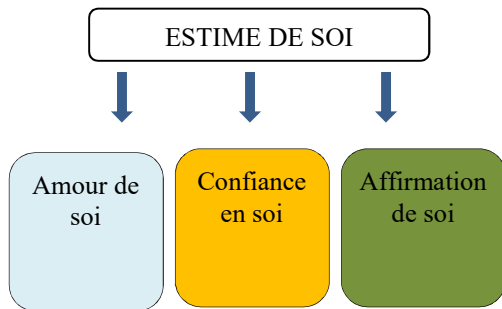 ESTIME DE SOI
Amour de
soi
Confiance
en soi
Affirmation
de soi